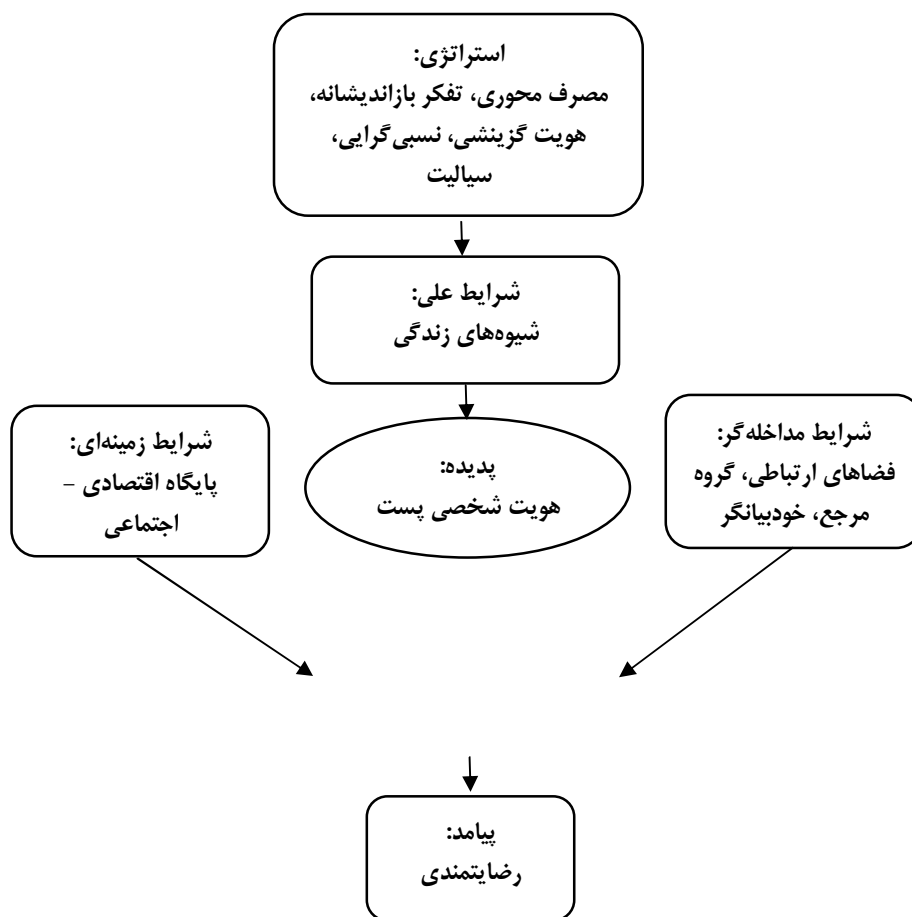 استراتژی:
مصرف محوری، تفکر بازاندیشانه،
هویت گزینشی، نسبی‌گرایی،
سیالیت
شرایط علی:
شیوه‌های زندگی
شرایط مداخله‌گر:
فضاهای ارتباطی، گروه
مرجع، خودبیانگر
پدیده:
هویت شخصی پست
شرایط زمینه‌ای:
پایگاه اقتصادی –
اجتماعی
پیامد:
رضایتمندی